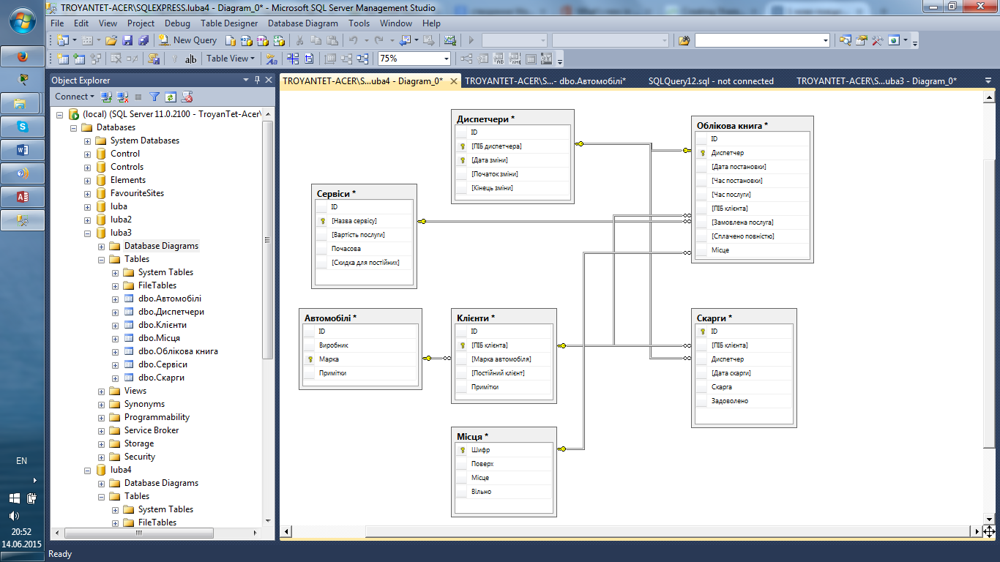 TROYANTET-ACER\SQLEXPRESS.luba4 - Diagram_0* - Microsoft SQL Server Management Studio
File Edit View Project Debug Table Designer Database Diagram Tools Window Help
New Query
Table View 75%
Object Explorer
Connect
(local) (SQL Server 11.0.2100 - TroyanTet-Acer\
Databases
System Databases
Control
Controls
Elements
FavouriteSites
luba
luba2
luba3
Database Diagrams
Tables
System Tables
FileTables
dbo.Автомобілі
dbo.Диспетчери
dbo.Клієнти
dbo.Місця
dbo.Облікова книга
dbo.Сервіси
dbo.Скарги
Views
Synonyms
Programmability
Service Broker
Storage
Security
luba4
Database Diagrams
Tables
System Tables
FileTables
TROYANTET-ACER\S...uba4 - Diagram_0* TROYANTET-ACER\S...- dbo.Автомобілі* SQLQuery12.sql - not connected TROYANTET-ACER\S...uba3 - Diagram_0*
Диспетчери *
ID
[ПІБ диспетчера]
[Дата зміни]
[Початок зміни]
[Кінець зміни]
Облікова книга *
ID
Диспетчер
[Дата постановки]
[Час постановки]
[Час послуги]
[ПІБ клієнта]
[Замовлена послуга]
[Сплачено повністю]
Місце
Сервіси *
ID
[Назва сервісу]
[Вартість послуги]
Почасова
[Скидка для постійних]
Автомобілі *
ID
Виробник
Марка
Примітки
Клієнти *
ID
[ПІБ клієнта]
[Марка автомобіля]
[Постійний клієнт]
Примітки
Скарги *
ID
[ПІБ клієнта]
Диспетчер
[Дата скарги]
Скарга
Задоволено
Місця *
Шифр
Поверх
Місце
Вільно
EN
20:52
14.06.2015
Ready